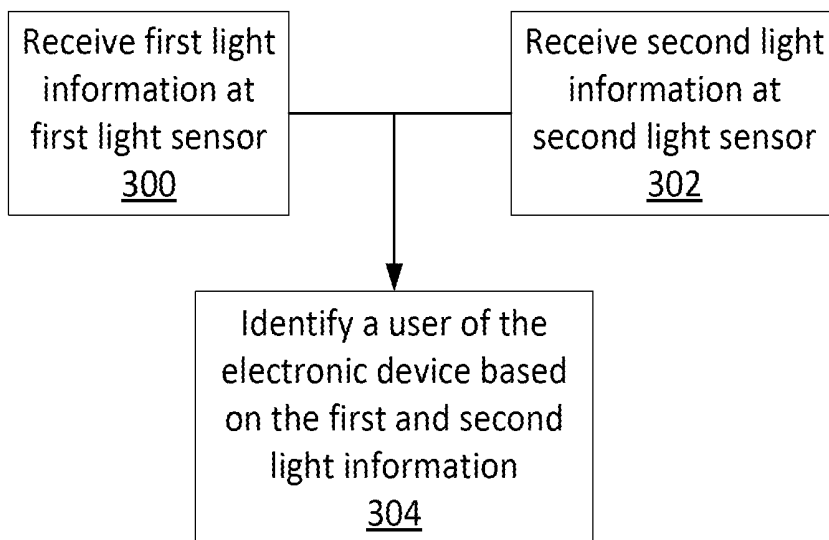 Receive first light
information at
first light sensor
300
Receive second light
information at
second light sensor
302
Identify a user of the
electronic device based
on the first and second
light information
304